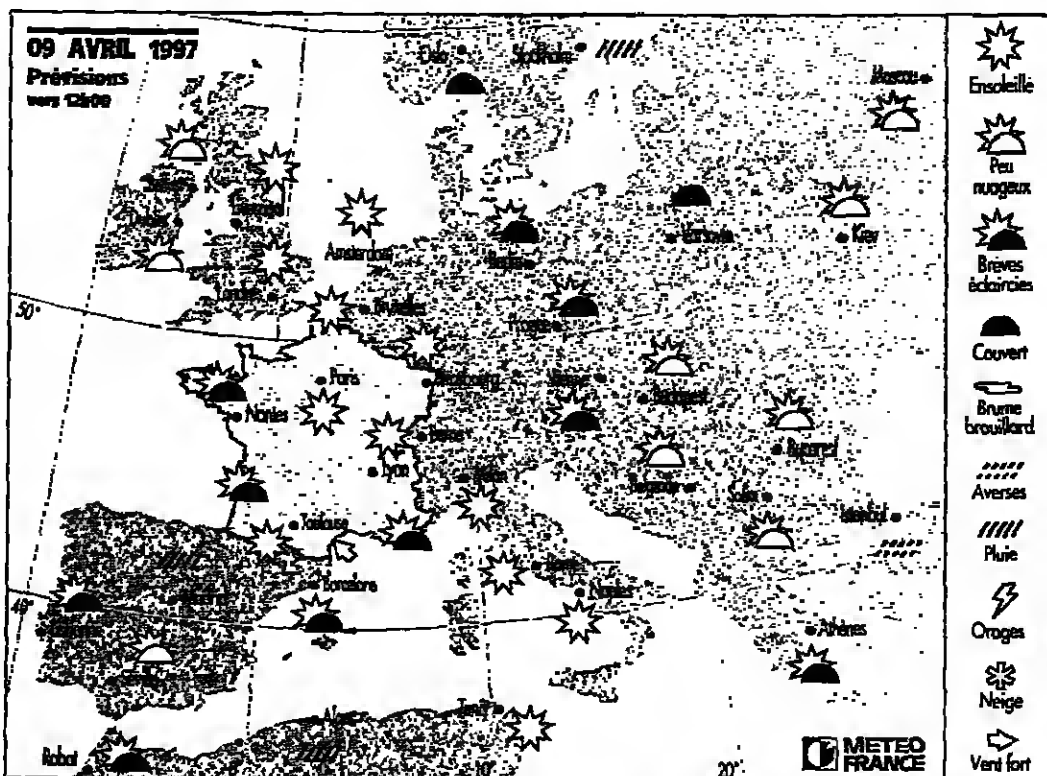 09 AVRIL 1997
Prévisions
vers 12h00
Oslo
Stockholm
Moscou
Amsterdam
Berlin
Varsovie
Kiev
Londres
Bruxelles
50°
Prague
Paris
Strasbourg
Vienne
Budapest
Nantes
Berne
Lyon
Milan
Belgrade
Bucarest
Sofia
Istanbul
Toulouse
Barcelone
Rome
Naples
40°
Athènes
Alger
Tunis
Rabat
10°
20°
METEO
FRANCE
Ensoleillé
Peu
nuageux
Brèves
éclaircies
Couvert
Brume
brouillard
Averses
Pluie
Orages
Neige
Vent fort